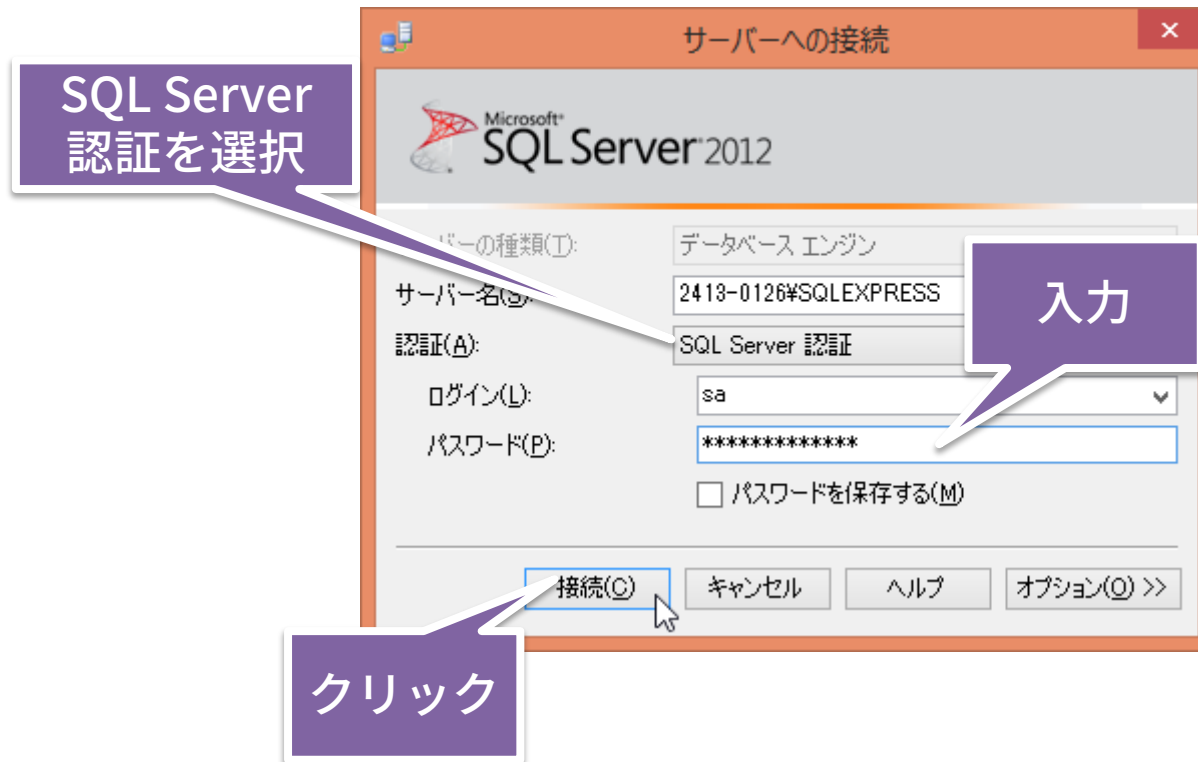 サーバーへの接続
SQL Server
認証を選択
Microsoft®
SQL Server 2012
バーの種類(T):
データベース エンジン
サーバー名(S):
2413-0126¥SQLEXPRESS
入力
認証(A):
SQL Server 認証
ログイン(L):
sa
パスワード(P):
*************
パスワードを保存する(M)
接続(C)
キャンセル
ヘルプ
オプション(O) >>
クリック